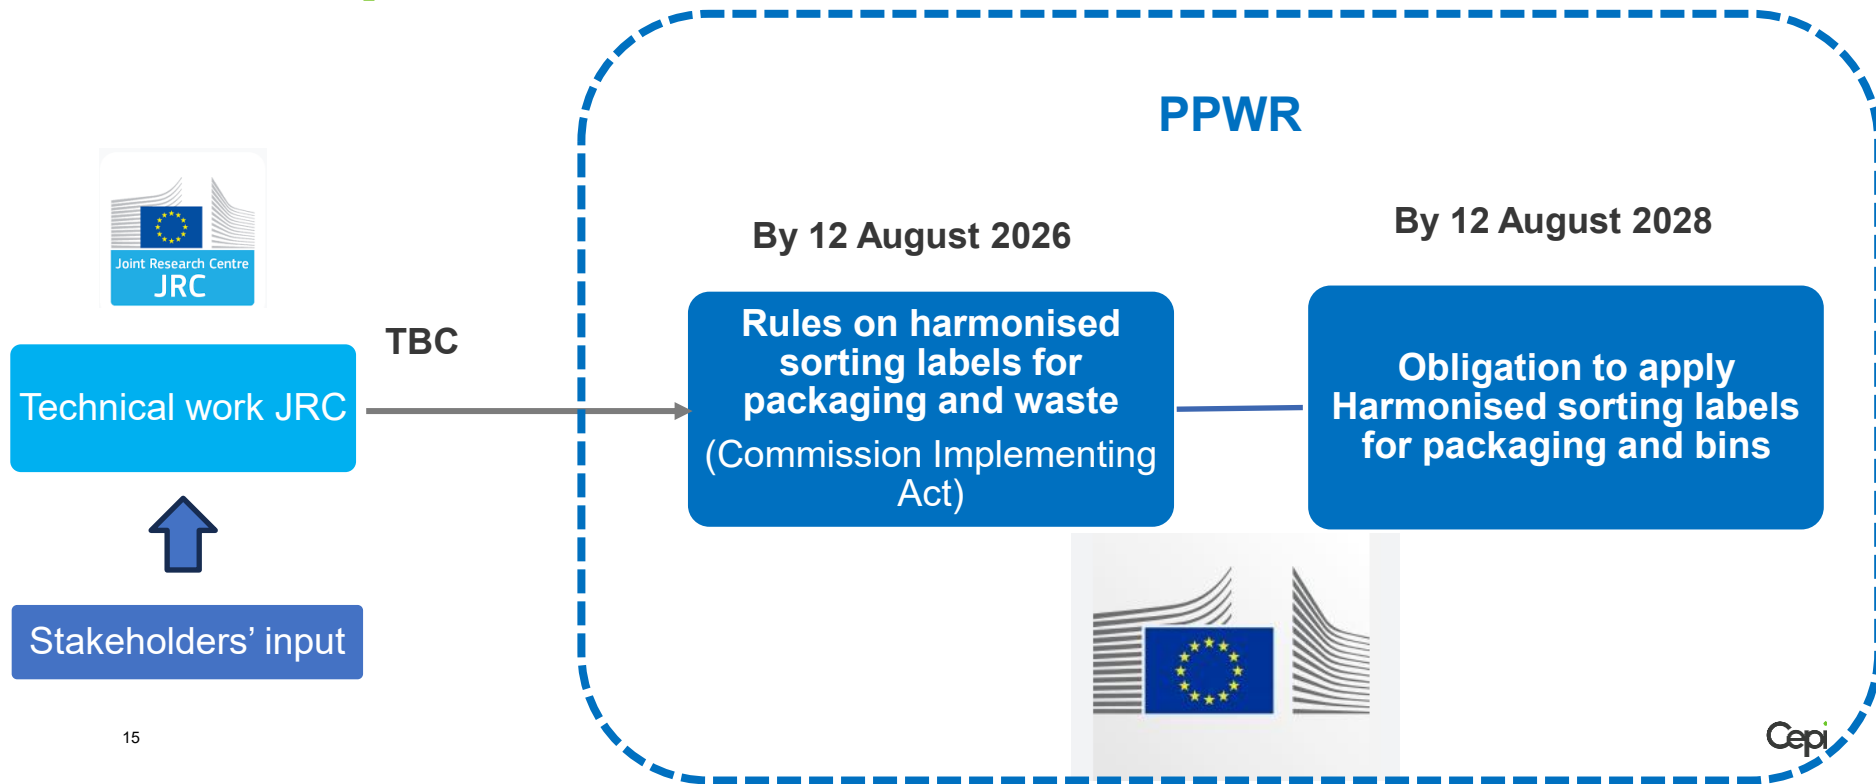 PPWR
Joint Research Centre
JRC
By 12 August 2026
By 12 August 2028
TBC
Technical work JRC
Rules on harmonised
sorting labels for
packaging and waste
(Commission Implementing
Act)
Obligation to apply
Harmonised sorting labels
for packaging and bins
Stakeholders’ input
15
Cepi